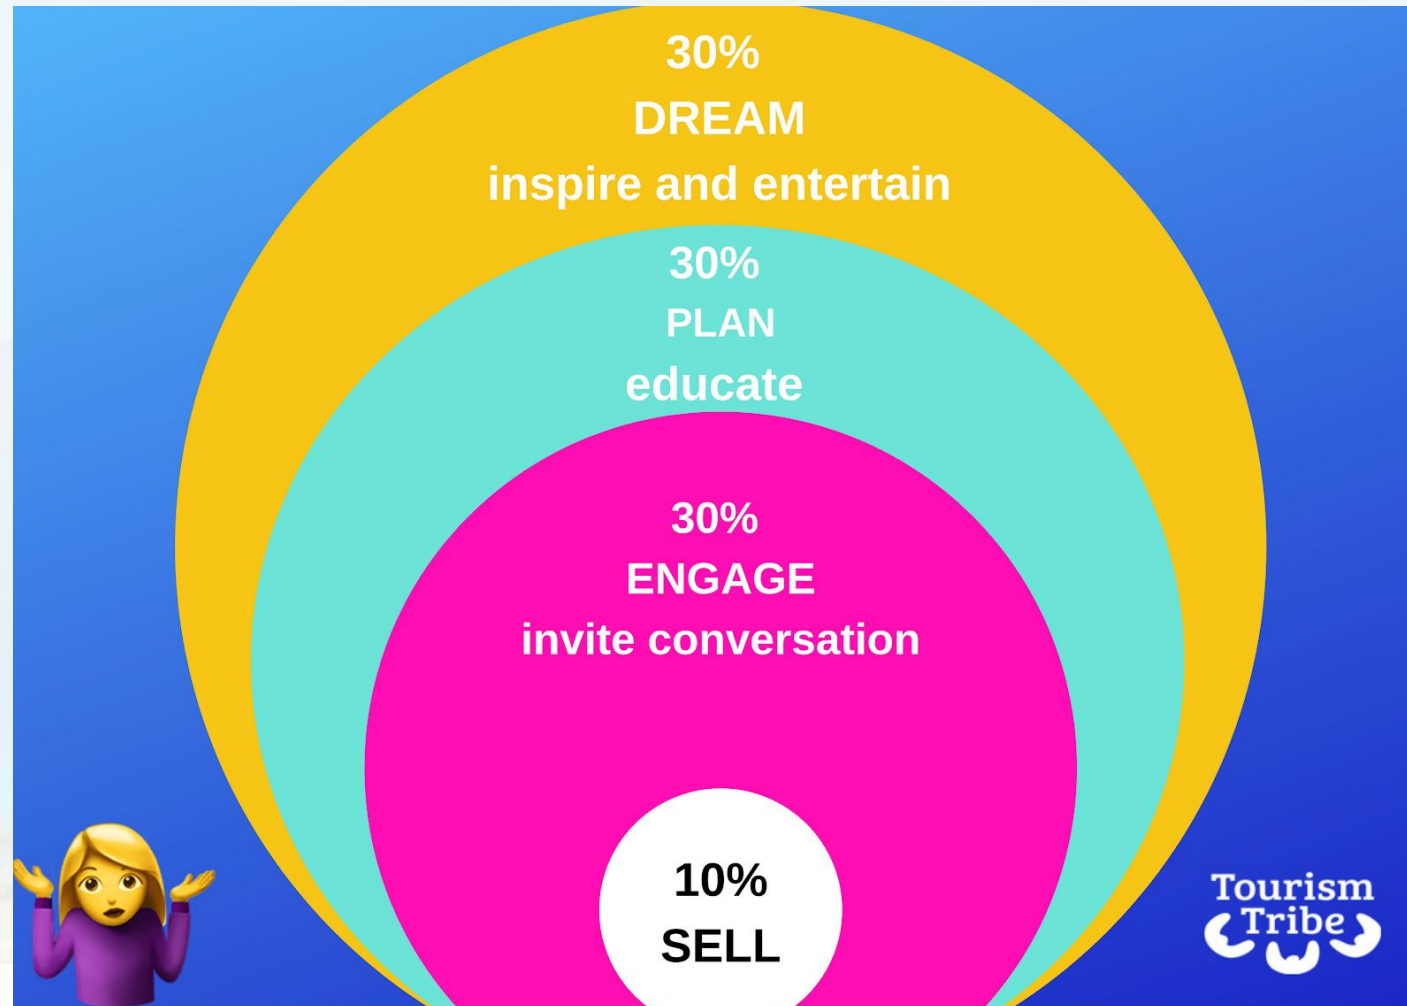 30%
DREAM
inspire and entertain
30%
PLAN
educate
30%
ENGAGE
invite conversation
10%
SELL
Tourism
Tribe